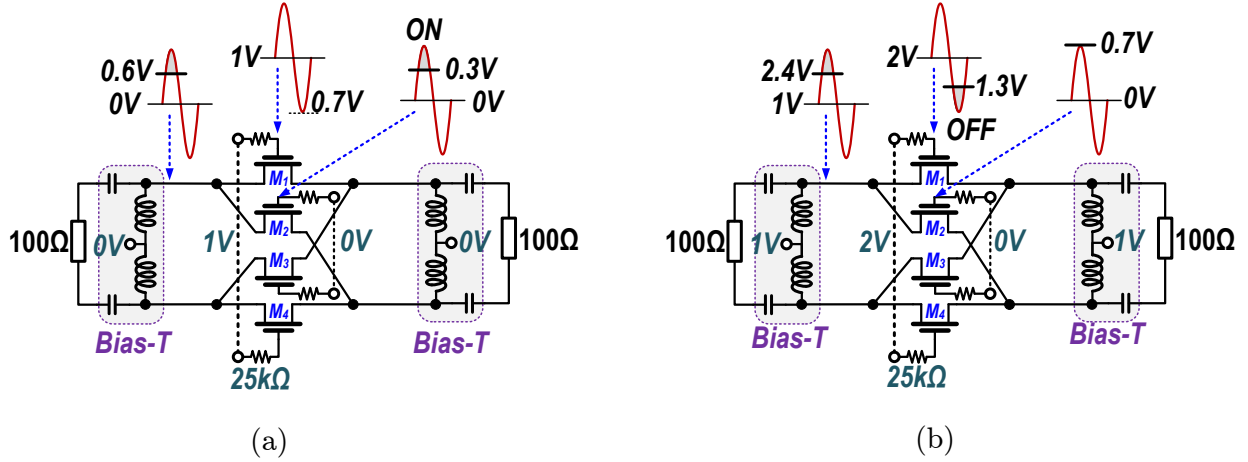 ON
1V
0.6V
0.3V
0V
0.7V
0V
M1
M2
100Ω
0V
1V
0V
0V
100Ω
M3
M4
Bias-T
Bias-T
25kΩ
(a)
2V
0.7V
2.4V
1.3V
1V
0V
OFF
M1
M2
100Ω
1V
2V
0V
1V
100Ω
M3
M4
Bias-T
Bias-T
25kΩ
(b)